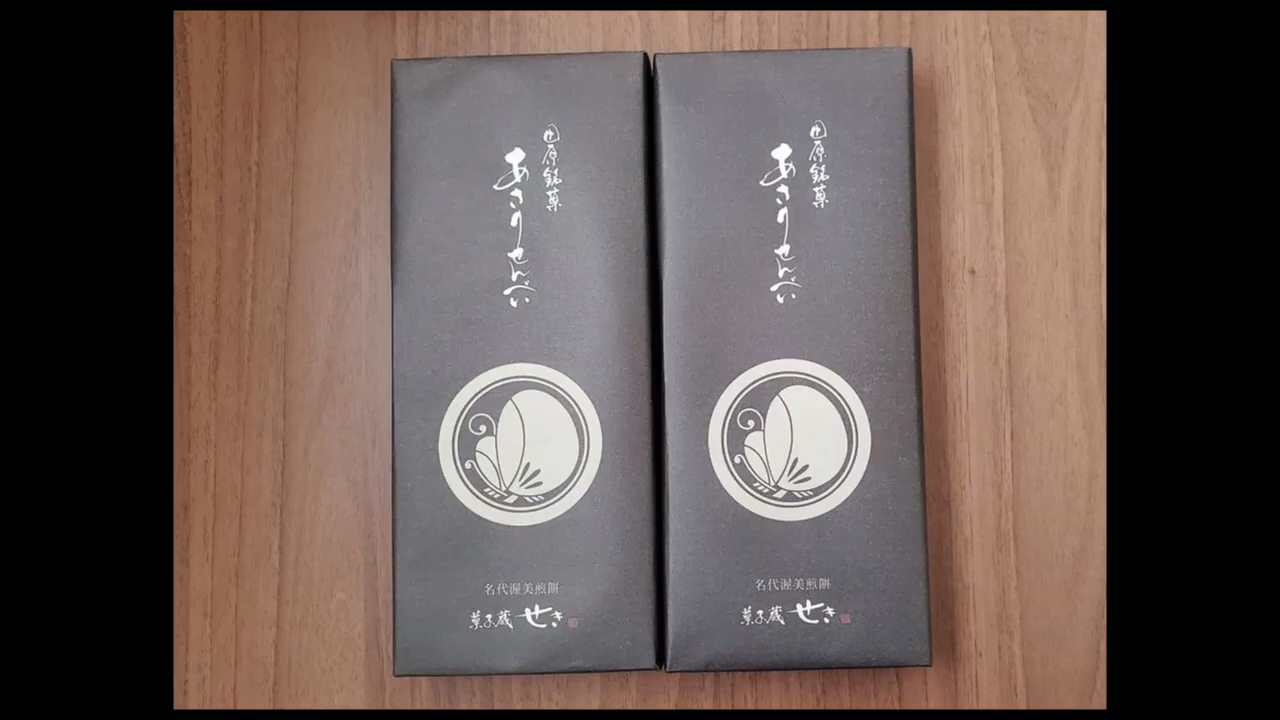 田原銘菓
あさりせんべい
名代渥美煎餅
菓子蔵 せき
田原銘菓
あさりせんべい
名代渥美煎餅
菓子蔵 せき